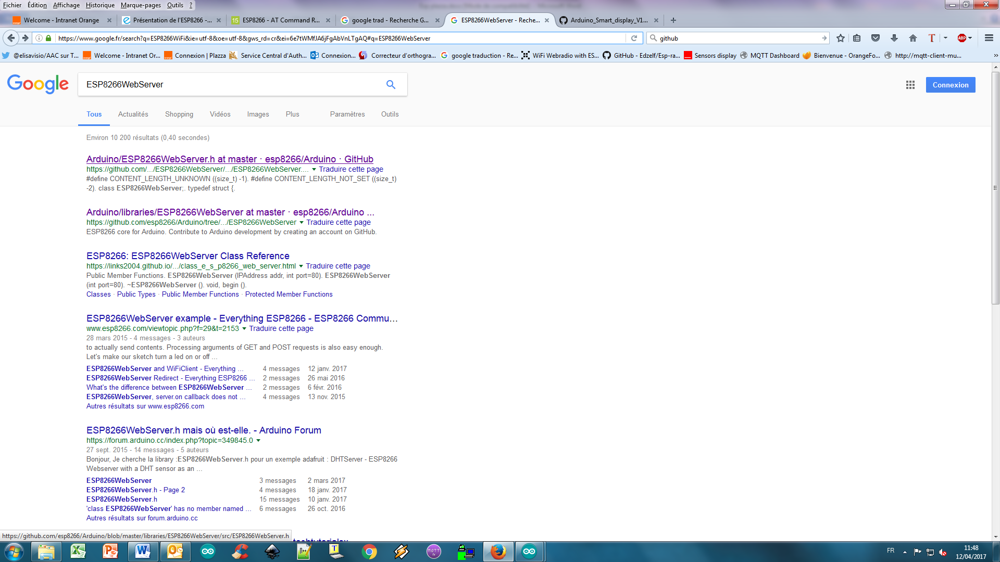 Fichier Édition Affichage Historique Marque-pages Outils ?
Welcome - Intranet Orange
Présentation de l'ESP8266 -...
ESP8266 - AT Command R...
google trad - Recherche G...
ESP8266WebServer - Reche...
Arduino_Smart_display_V1...
https://www.google.fr/search?q=ESP8266WiFi&ie=utf-8&oe=utf-8&gws_rd=cr&ei=6e7tWMfJA6jFgAbVnLTgAQ#q=ESP8266WebServer
github
@elisavisio/AAC sur T...
Welcome - Intranet Or...
Connexion | Plazza
Service Central d'Auth...
Connexion...
Correcteur d'orthogra...
google traduction - Re...
WiFi Webradio with ES...
GitHub - Edzelf/Esp-ra...
Sensors display
MQTT Dashboard
Bienvenue - OrangeFo...
http://mqtt-client-mu...
Google
ESP8266WebServer
Connexion
Tous Actualités Shopping Vidéos Images Plus Paramètres Outils
Environ 10 200 résultats (0,40 secondes)
Arduino/ESP8266WebServer.h at master · esp8266/Arduino · GitHub
https://github.com/.../ESP8266WebServer/.../ESP8266WebServer.... ▼ Traduire cette page
#define CONTENT_LENGTH_UNKNOWN ((size_t) -1). #define CONTENT_LENGTH_NOT_SET ((size_t)
-2). class ESP8266WebServer;. typedef struct {.
Arduino/libraries/ESP8266WebServer at master · esp8266/Arduino ...
https://github.com/esp8266/Arduino/tree/.../ESP8266WebServer ▼ Traduire cette page
ESP8266 core for Arduino. Contribute to Arduino development by creating an account on GitHub.
ESP8266: ESP8266WebServer Class Reference
https://links2004.github.io/.../class_e_s_p8266_web_server.html ▼ Traduire cette page
Public Member Functions. ESP8266WebServer (IPAddress addr, int port=80). ESP8266WebServer
(int port=80). ~ESP8266WebServer (). void, begin ().
Classes · Public Types · Public Member Functions · Protected Member Functions
ESP8266WebServer example - Everything ESP8266 - ESP8266 Commu...
www.esp8266.com/viewtopic.php?f=29&t=2153 ▼ Traduire cette page
28 mars 2015 - 4 messages - 3 auteurs
to actually send contents. Processing arguments of GET and POST requests is also easy enough.
Let's make our sketch turn a led on or off ...
ESP8266WebServer and WiFiClient - Everything ... 4 messages 12 janv. 2017
ESP8266WebServer Redirect - Everything ESP8266 ... 2 messages 26 mai 2016
What's the difference between ESP8266WebServer ... 2 messages 6 févr. 2016
ESP8266WebServer, server.on callback does not ... 4 messages 13 nov. 2015
Autres résultats sur www.esp8266.com
ESP8266WebServer.h mais où est-elle. - Arduino Forum
https://forum.arduino.cc/index.php?topic=349845.0 ▼
27 sept. 2015 - 14 messages - 5 auteurs
Bonjour, Je cherche la library :ESP8266WebServer.h pour un exemple adafruit : DHTServer - ESP8266
Webserver with a DHT sensor as an ...
ESP8266WebServer 3 messages 2 mars 2017
ESP8266WebServer.h - Page 2 4 messages 18 janv. 2017
ESP8266WebServer.h 15 messages 10 janv. 2017
'class ESP8266WebServer' has no member named ... 6 messages 26 oct. 2016
Autres résultats sur forum.arduino.cc
https://github.com/esp8266/Arduino/blob/master/libraries/ESP8266WebServer/src/ESP8266WebServer.h
FR
11:48
12/04/2017